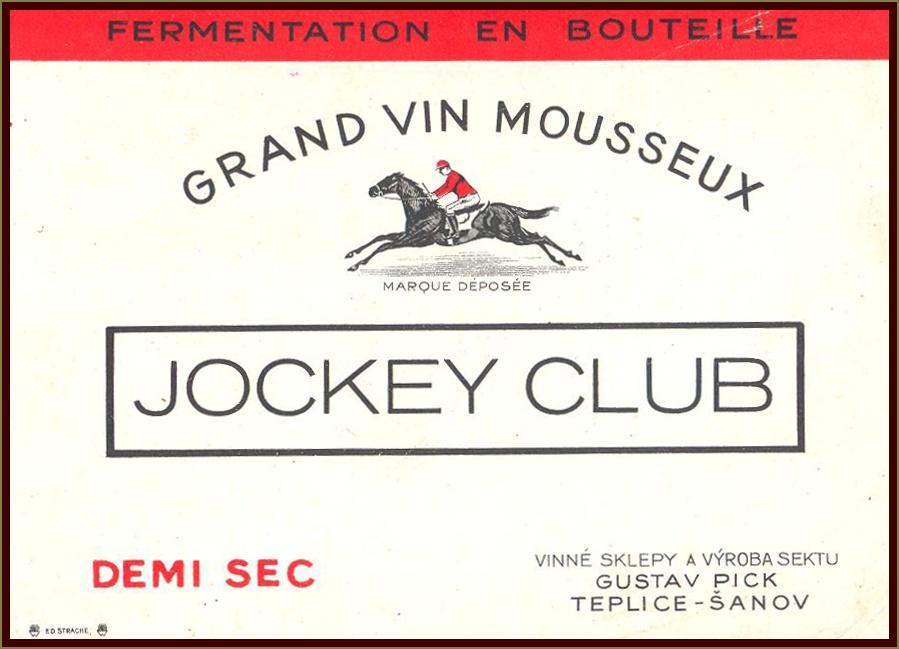 FERMENTATION EN BOUTEILLE
GRAND VIN MOUSSEUX
MARQUE DÉPOSÉE
JOCKEY CLUB
DEMI SEC
VINNÉ SKLEPY A VÝROBA SEKTU
GUSTAV PICK
TEPLICE-ŠANOV
ED. STRACHE,